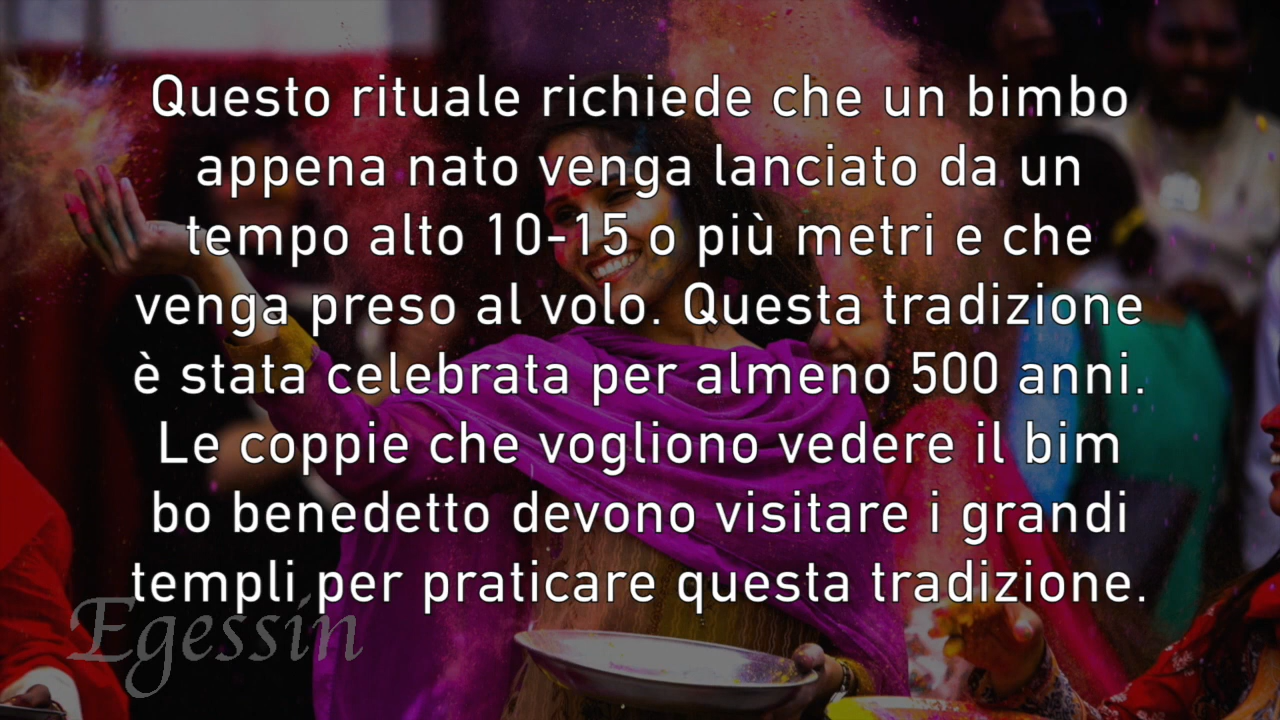 Questo rituale richiede che un bimbo
appena nato venga lanciato da un
tempo alto 10-15 o più metri e che
venga preso al volo. Questa tradizione
è stata celebrata per almeno 500 anni.
Le coppie che vogliono vedere il bim
bo benedetto devono visitare i grandi
templi per praticare questa tradizione.
Egessin